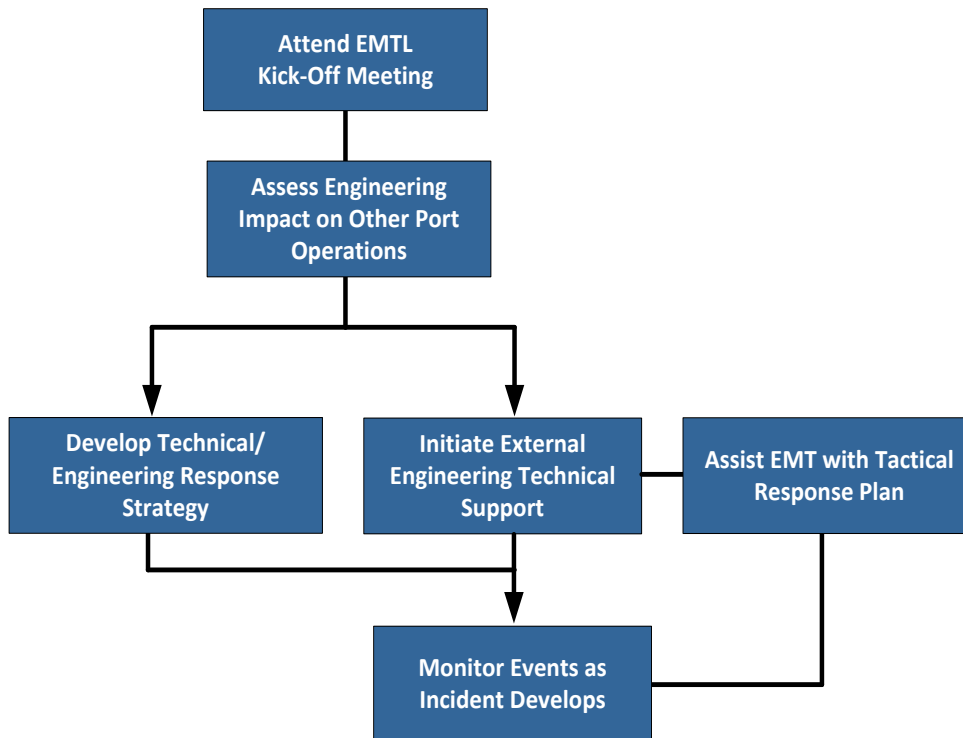 Attend EMTL
Kick-Off Meeting
Assess Engineering
Impact on Other Port
Operations
Develop Technical/
Engineering Response
Strategy
Initiate External
Engineering Technical
Support
Assist EMT with Tactical
Response Plan
Monitor Events as
Incident Develops